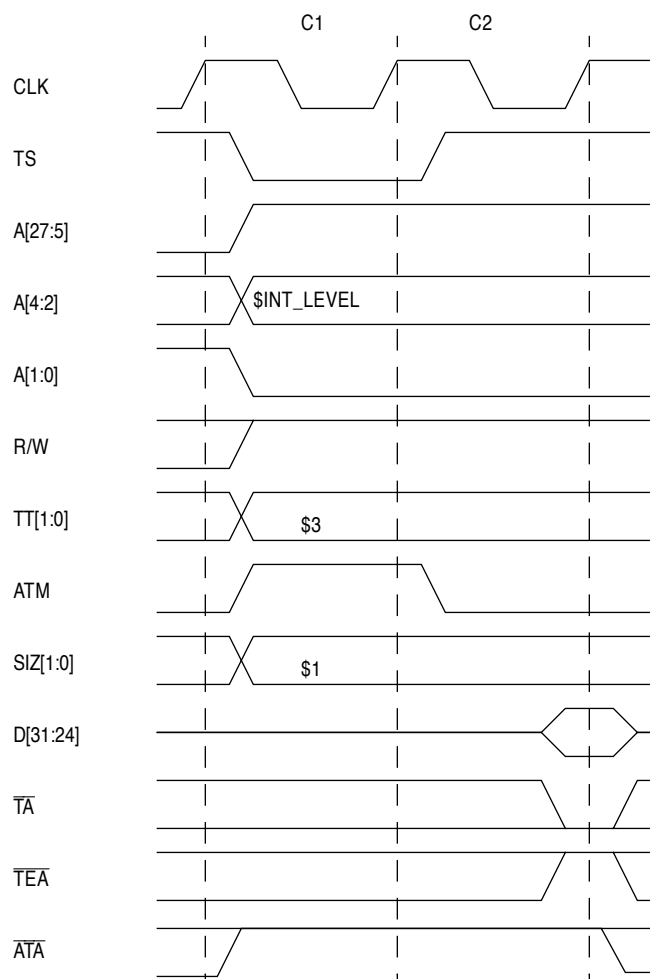 C1 C2
CLK
TS
A[27:5]
A[4:2] $INT_LEVEL
A[1:0]
R/W
TT[1:0] $3
ATM
SIZ[1:0] $1
D[31:24]
TA
TEA
ATA